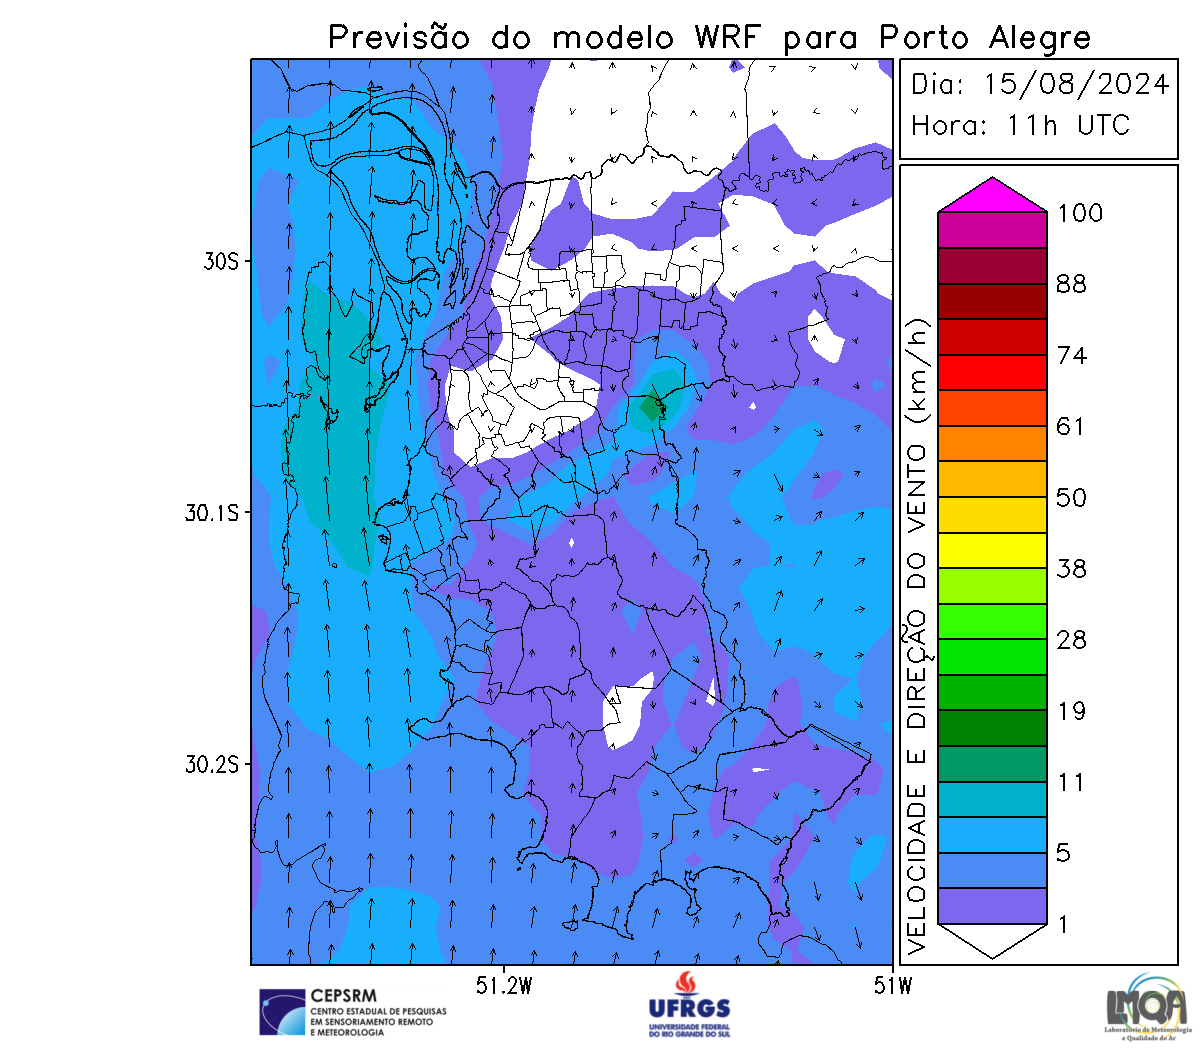 Previsão do modelo WRF para Porto Alegre
Dia: 15/08/2024
Hora: 11h UTC
30S
30.1S
30.2S
51.2W
51W
VELOCIDADE E DIREÇÃO DO VENTO (km/h)
100
88
74
61
50
38
28
19
11
5
1
CEPSRM
CENTRO ESTADUAL DE PESQUISAS
EM SENSORIAMENTO REMOTO
E METEOROLOGIA
UFRGS
UNIVERSIDADE FEDERAL
DO RIO GRANDE DO SUL
LMQA
Laboratório de Meteorologia
e Qualidade do Ar